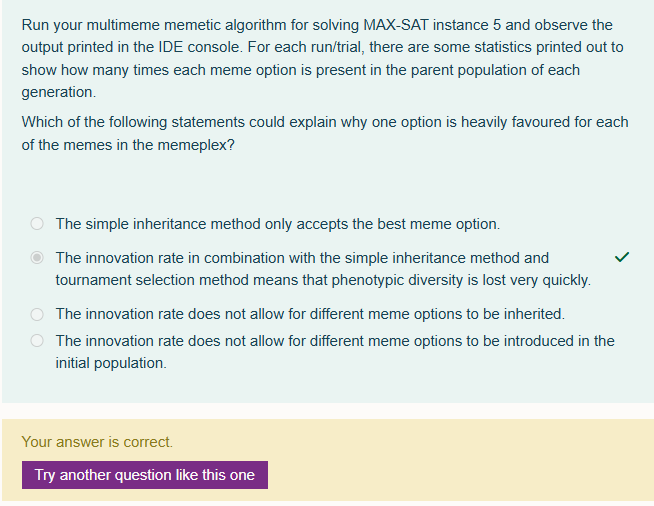 Run your multimeme memetic algorithm for solving MAX-SAT instance 5 and observe the
output printed in the IDE console. For each run/trial, there are some statistics printed out to
show how many times each meme option is present in the parent population of each
generation.
Which of the following statements could explain why one option is heavily favoured for each
of the memes in the memeplex?
The simple inheritance method only accepts the best meme option.
The innovation rate in combination with the simple inheritance method and
tournament selection method means that phenotypic diversity is lost very quickly.
The innovation rate does not allow for different meme options to be inherited.
The innovation rate does not allow for different meme options to be introduced in the
initial population.
Your answer is correct.
Try another question like this one